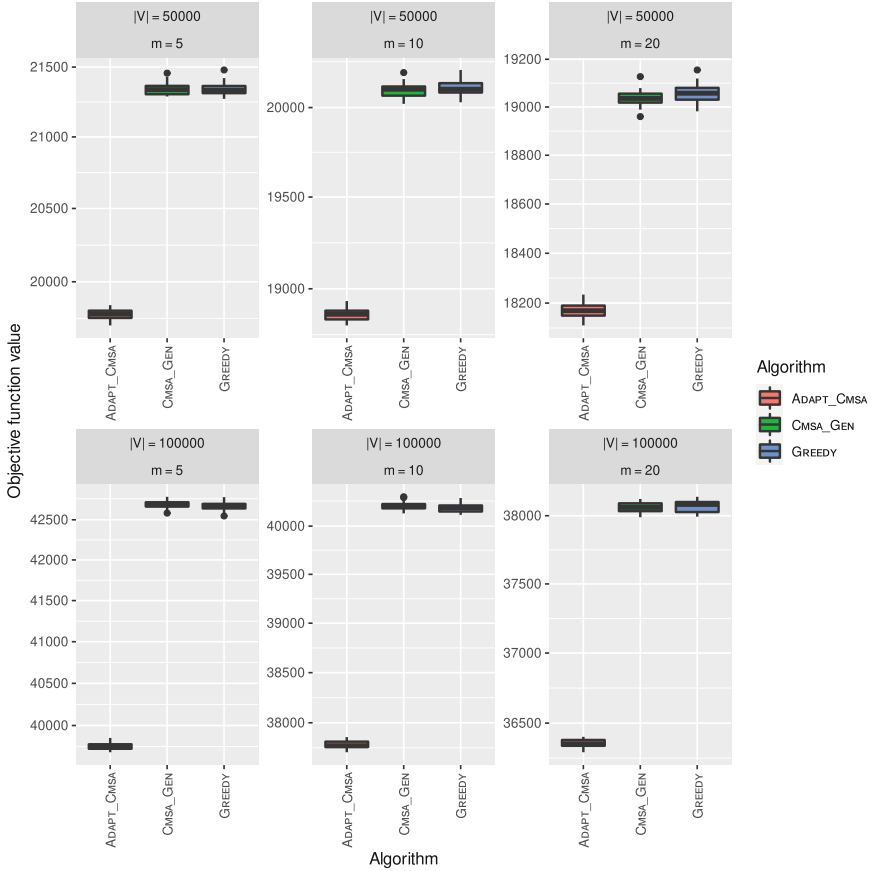 |V| = 50000
m = 5
|V| = 50000
m = 10
|V| = 50000
m = 20
21500
21000
20500
20000
20000
19500
19000
19200
19000
18800
18600
18400
18200
ADAPT_CMSA
CMSA_GEN
GREEDY
ADAPT_CMSA
CMSA_GEN
GREEDY
ADAPT_CMSA
CMSA_GEN
GREEDY
Objective function value
|V| = 100000
m = 5
|V| = 100000
m = 10
|V| = 100000
m = 20
42500
42000
41500
41000
40500
40000
40000
39500
39000
38500
38000
38000
37500
37000
36500
ADAPT_CMSA
CMSA_GEN
GREEDY
ADAPT_CMSA
CMSA_GEN
GREEDY
ADAPT_CMSA
CMSA_GEN
GREEDY
Algorithm
Algorithm
ADAPT_CMSA
CMSA_GEN
GREEDY